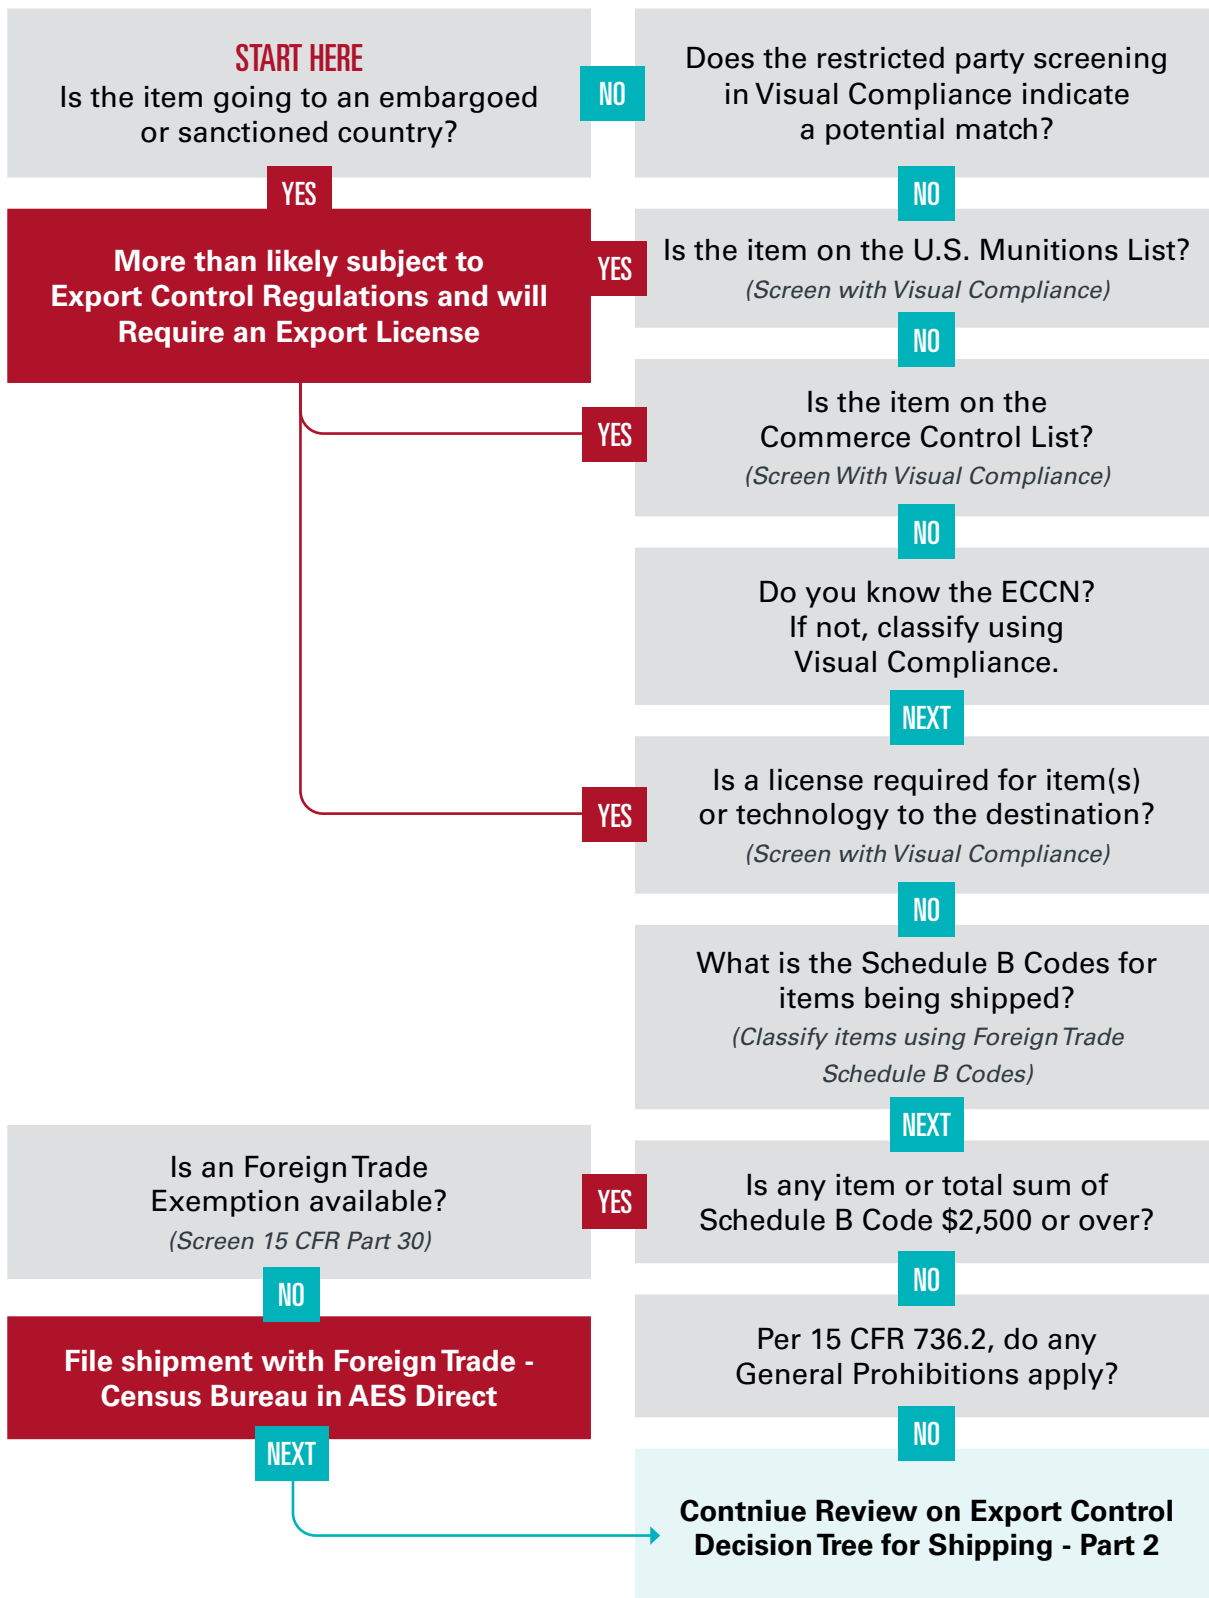 START HERE
Is the item going to an embargoed
or sanctioned country?
NO
Does the restricted party screening
in Visual Compliance indicate
a potential match?
YES
NO
More than likely subject to
Export Control Regulations and will
Require an Export License
YES
Is the item on the U.S. Munitions List?
(Screen with Visual Compliance)
NO
YES
Is the item on the
Commerce Control List?
(Screen With Visual Compliance)
NO
Do you know the ECCN?
If not, classify using
Visual Compliance.
NEXT
YES
Is a license required for item(s)
or technology to the destination?
(Screen with Visual Compliance)
NO
What is the Schedule B Codes for
items being shipped?
(Classify items using Foreign Trade
Schedule B Codes)
NEXT
Is an Foreign Trade
Exemption available?
(Screen 15 CFR Part 30)
YES
Is any item or total sum of
Schedule B Code $2,500 or over?
NO
NO
File shipment with Foreign Trade -
Census Bureau in AES Direct
Per 15 CFR 736.2, do any
General Prohibitions apply?
NEXT
NO
Contniue Review on Export Control
Decision Tree for Shipping - Part 2